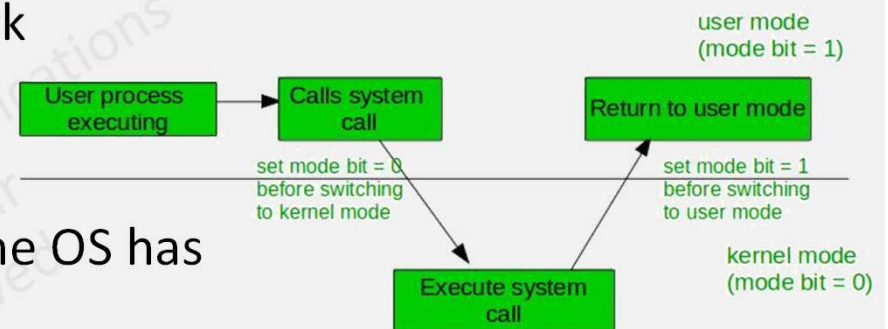 k
user mode
(mode bit = 1)
User process
executing
Calls system
call
Return to user mode
set mode bit = 0
before switching
to kernel mode
set mode bit = 1
before switching
to user mode
ne OS has
kernel mode
(mode bit = 0)
Execute system
call